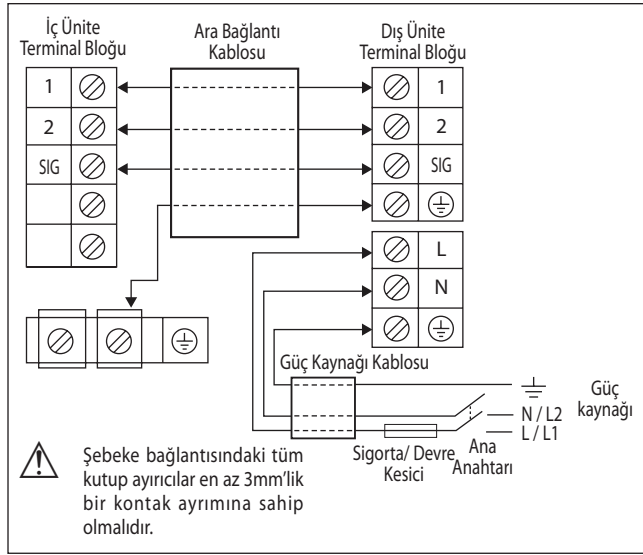 İç Ünite
Terminal Bloğu
Ara Bağlantı
Kablosu
Dış Ünite
Terminal Bloğu
1
2
SIG
1
2
SIG
L
N
Güç Kaynağı Kablosu
Güç
kaynağı
N / L2
L / L1
Sigorta/ Devre
Kesici
Ana
Anahtarı
Şebeke bağlantısındaki tüm
kutup ayırıcılar en az 3mm'lik
bir kontak ayrımına sahip
olmalıdır.